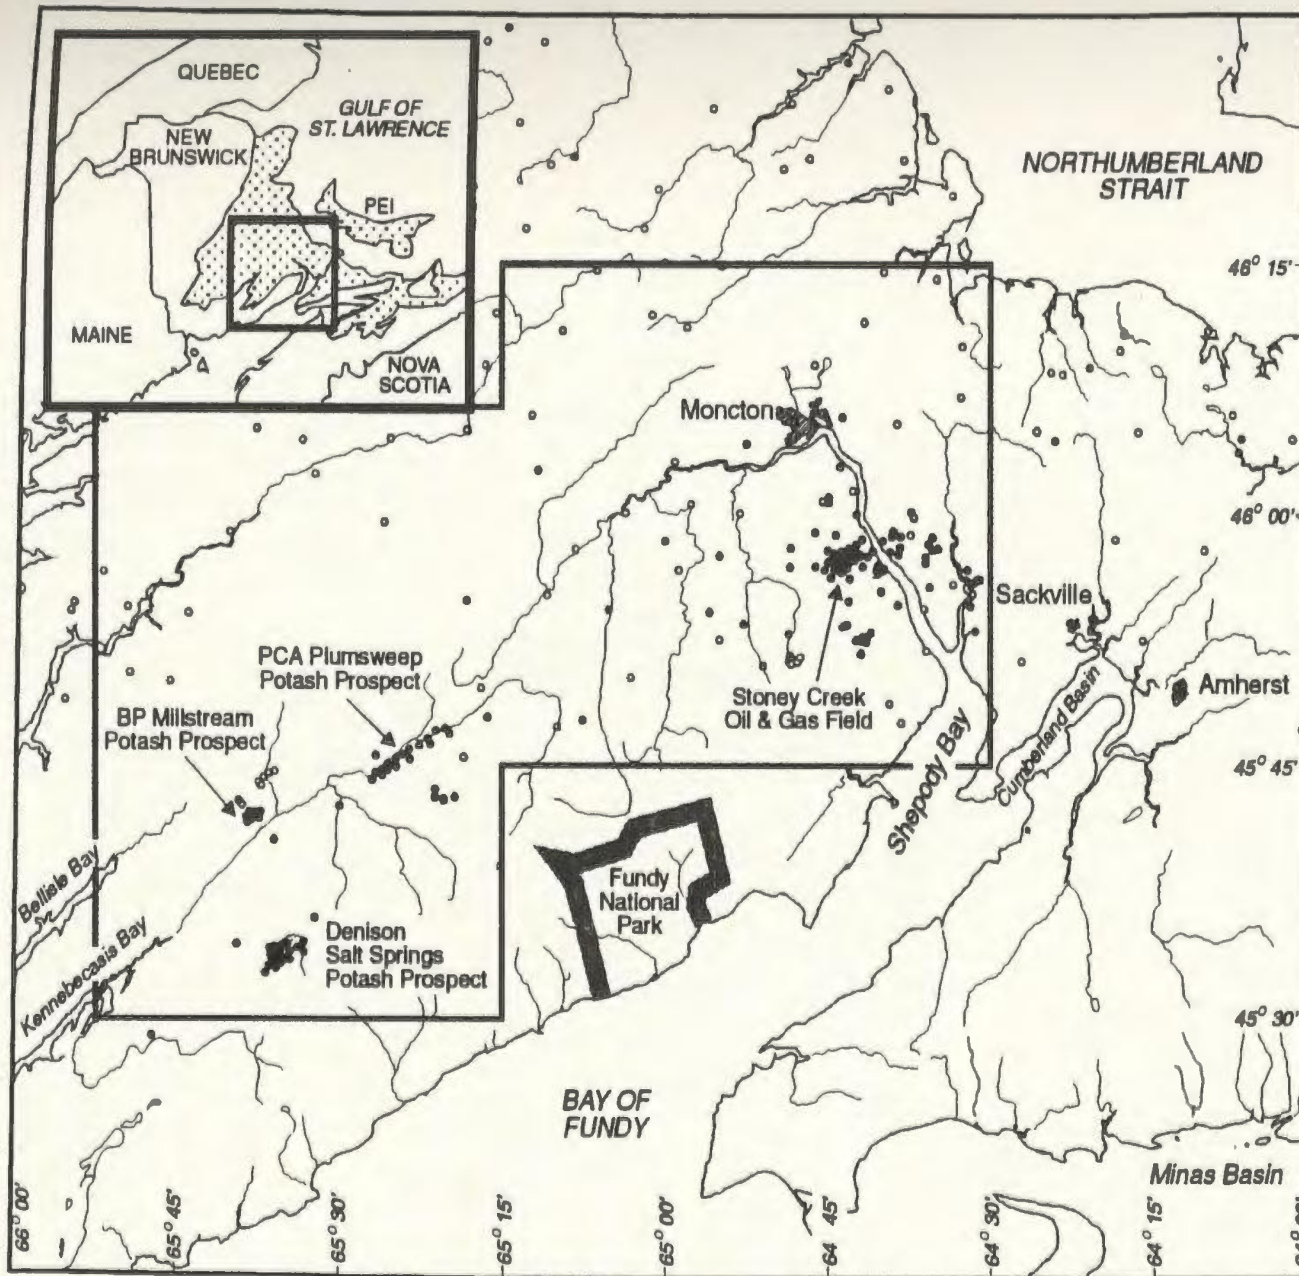 QUEBEC
GULF OF
ST. LAWRENCE
NEW
BRUNSWICK
PEI
MAINE
NOVA
SCOTIA
NORTHUMBERLAND
STRAIT
46° 15'
Moncton
46° 00'
Sackville
PCA Plumsweep
Potash Prospect
BP Millstream
Potash Prospect
Stoney Creek
Oil & Gas Field
Amherst
Cumberland Basin
45° 45'
Shepody Bay
Bellisle Bay
Fundy
National
Park
Kennebecasis Bay
Denison
Salt Springs
Potash Prospect
45° 30'
BAY OF
FUNDY
Minas Basin
66° 00'
65° 45'
65° 30'
65° 15'
65° 00'
64° 45'
64° 30'
64° 15'